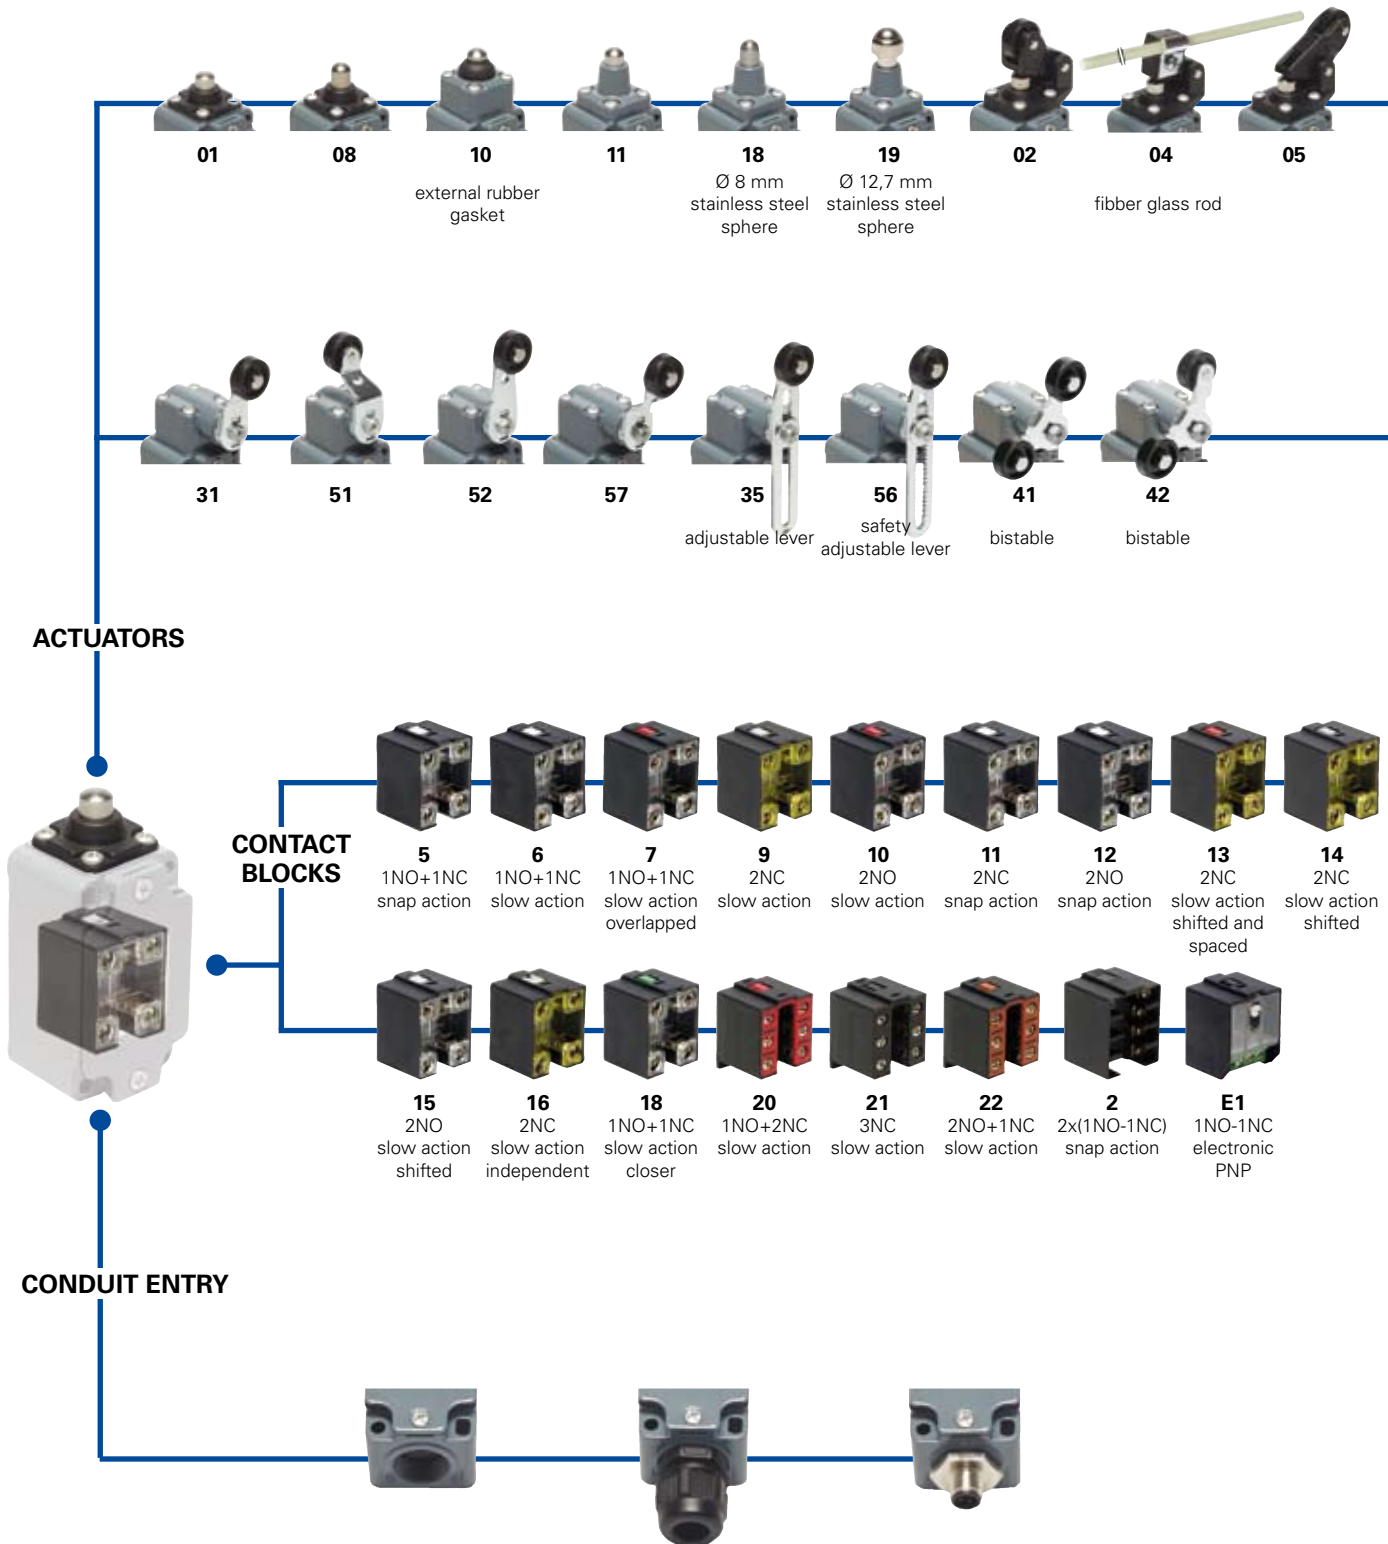 01
08
10
external rubber
gasket
11
18
Ø 8 mm
stainless steel
sphere
19
Ø 12,7 mm
stainless steel
sphere
02
04
fibber glass rod
05
31
51
52
57
35
adjustable lever
56
safety
adjustable lever
41
bistable
42
bistable
ACTUATORS
CONTACT
BLOCKS
5
1NO+1NC
snap action
6
1NO+1NC
slow action
7
1NO+1NC
slow action
overlapped
9
2NC
slow action
10
2NO
slow action
11
2NC
snap action
12
2NO
snap action
13
2NC
slow action
shifted and
spaced
14
2NC
slow action
shifted
15
2NO
slow action
shifted
16
2NC
slow action
independent
18
1NO+1NC
slow action
closer
20
1NO+2NC
slow action
21
3NC
slow action
22
2NO+1NC
slow action
2
2x(1NO-1NC)
snap action
E1
1NO-1NC
electronic
PNP
CONDUIT ENTRY